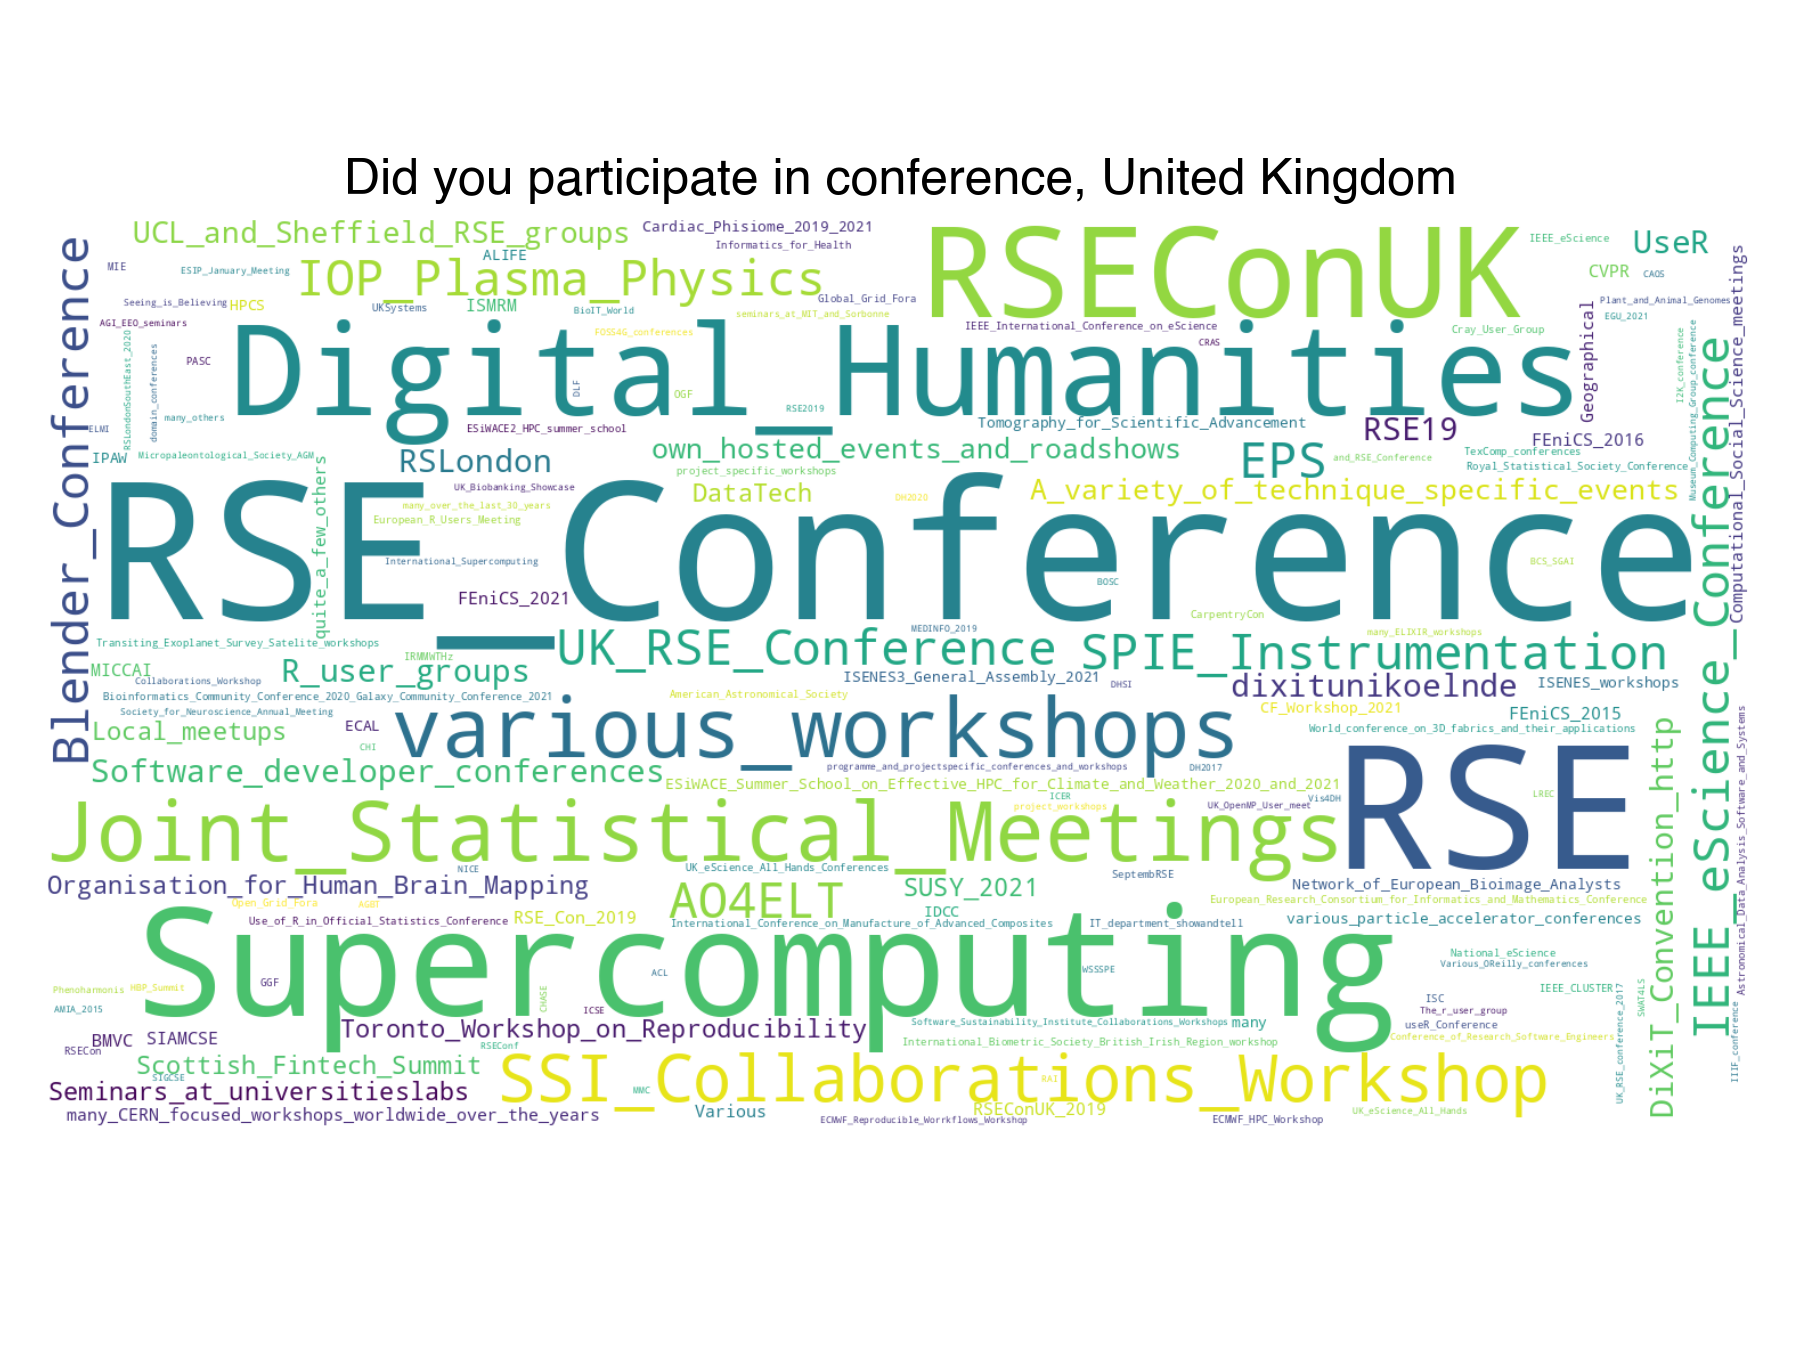 Did you participate in conference, United Kingdom
UCL_and_Sheffield_RSE_groups
Cardiac_Phisiome_2019_2021
RSEConUK
IEEE_eScience
UseR
Informatics_for_Health
Blender_Conference
MIE
ESIP_January_Meeting
ALIFE
IOP_Plasma_Physics
CVPR
CAOS
Computational_Social_Science_meetings
Seeing_is_Believing
HPCS
UKSystems
ISMRM
BioIT_World
Global_Grid_Fora
seminars_at_MIT_and_Sorbonne
Plant_and_Animal_Genomes
EGU_2021
AGI_EEO_seminars
FOSS4G_conferences
IEEE_International_Conference_on_eScience
Cray_User_Group
CRAS
Geographical
RSLondonSouthEast_2020
domain_conferences
PASC
Digital_Humanities
DLF
OGF
I2K_conference
Museum_Computing_Group_conference
IEEE_eScience_Conference
many_others
RSE2019
ELMI
ESiWACE2_HPC_summer_school
Tomography_for_Scientific_Advancement
RSE19
FEniCS_2016
IPAW
Micropaleontological_Society_AGM
RSLondon
own_hosted_events_and_roadshows
EPS
and_RSE_Conference
TexComp_conferences
Royal_Statistical_Society_Conference
quite_a_few_others
project_specific_workshops
UK_Biobanking_Showcase
DataTech
DH2020
A_variety_of_technique_specific_events
many_over_the_last_30_years
European_R_Users_Meeting
RSE_Conference
International_Supercomputing
BCS_SGAI
BOSC
FEniCS_2021
CarpentryCon
MEDINFO_2019
many_ELIXIR_workshops
Transiting_Exoplanet_Survey_Satelite_workshops
IRMMWTHz
UK_RSE_Conference
SPIE_Instrumentation
MICCAI
R_user_groups
Collaborations_Workshop
ISENES3_General_Assembly_2021
DHSI
dixitunikoelnde
ISENES_workshops
Bioinformatics_Community_Conference_2020_Galaxy_Community_Conference_2021
American_Astronomical_Society
Society_for_Neuroscience_Annual_Meeting
CF_Workshop_2021
FEniCS_2015
Local_meetups
ECAL
various_workshops
World_conference_on_3D_fabrics_and_their_applications
CHI
DiXiT_Convention_http
Astronomical_Data_Analysis_Software_and_Systems
Software_developer_conferences
programme_and_projectspecific_conferences_and_workshops
DH2017
RSE
ESiWACE_Summer_School_on_Effective_HPC_for_Climate_and_Weather_2020_and_2021
ICER
Vis4DH
LREC
project_workshops
UK_OpenMP_User_meet
Joint_Statistical_Meetings
NICE
UK_eScience_All_Hands_Conferences
SeptembRSE
Organisation_for_Human_Brain_Mapping
AO4ELT
SUSY_2021
Network_of_European_Bioimage_Analysts
Open_Grid_Fora
AGBT
European_Research_Consortium_for_Informatics_and_Mathematics_Conference
IDCC
Use_of_R_in_Official_Statistics_Conference
RSE_Con_2019
International_Conference_on_Manufacture_of_Advanced_Composites
IT_department_showandtell
various_particle_accelerator_conferences
Supercomputing
National_eScience
Various_OReilly_conferences
GGF
ACL
WSSSPE
Phenoharmonis
HBP_Summit
CHASE
IEEE_CLUSTER
SWAT4LS
UK_RSE_conference_2017
ISC
AMIA_2015
ICSE
The_r_user_group
BMVC
SIAMCSE
Toronto_Workshop_on_Reproducibility
Software_Sustainability_Institute_Collaborations_Workshops
many
useR_Conference
IIIF_conference
RSECon
RSEConf
International_Biometric_Society_British_Irish_Region_workshop
Conference_of_Research_Software_Engineers
Scottish_Fintech_Summit
SIGCSE
SSI_Collaborations_Workshop
RAI
MMC
Seminars_at_universitieslabs
many_CERN_focused_workshops_worldwide_over_the_years
Various
RSEConUK_2019
UK_eScience_All_Hands
ECMWF_Reproducible_Worrkflows_Workshop
ECMWF_HPC_Workshop